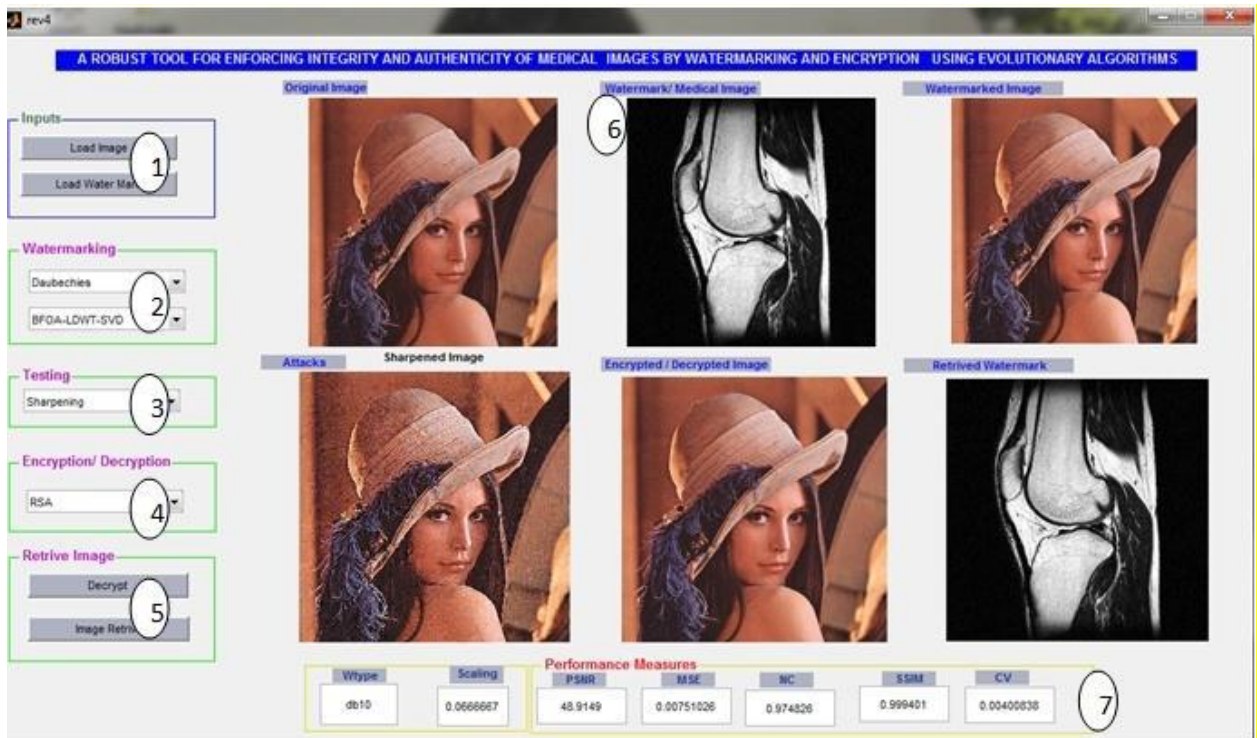 rev4
A ROBUST TOOL FOR ENFORCING INTEGRITY AND AUTHENTICITY OF MEDICAL IMAGES BY WATERMARKING AND ENCRYPTION USING EVOLUTIONARY ALGORITHMS
Original Image
Watermark/ Medical Image
Watermarked Image
Inputs
Load Image
1
Load Water
6
Watermarking
Daubechies
2
BFOA-LDWT-SVD
Attacks
Sharpened Image
Encrypted / Decrypted Image
Retrived Watermark
Testing
Sharpening
3
Encryption/ Decryption
RSA
4
Retrive Image
Decrypt
5
Image
Performance Measures
Wtype
Scaling
PSNR
MSE
NC
SSIM
CV
db10
0.0666667
48.9149
0.00751026
0.974826
0.999401
0.00400838
7